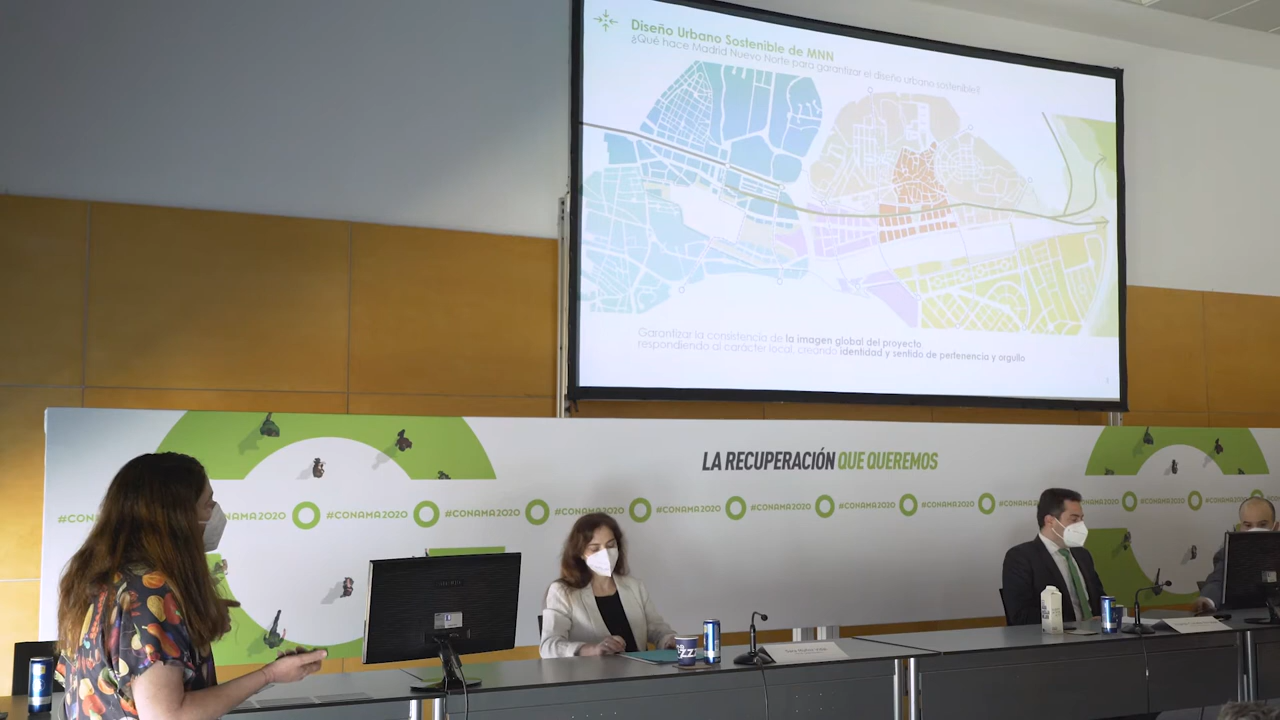 Diseño Urbano Sostenible de MNN
¿Qué hace Madrid Nuevo Norte para garantizar el diseño urbano sostenible?
Garantizar la consistencia de la imagen global del proyecto
respondiendo al carácter local, creando identidad y sentido de pertenencia y orgullo
LA RECUPERACIÓN QUE QUEREMOS
#CONAMA2020 #CONAMA2020 #CONAMA2020 #CONAMA2020 #CONAMA2020 #CONAMA2020 #CONAMA2020 #CONAMA2020